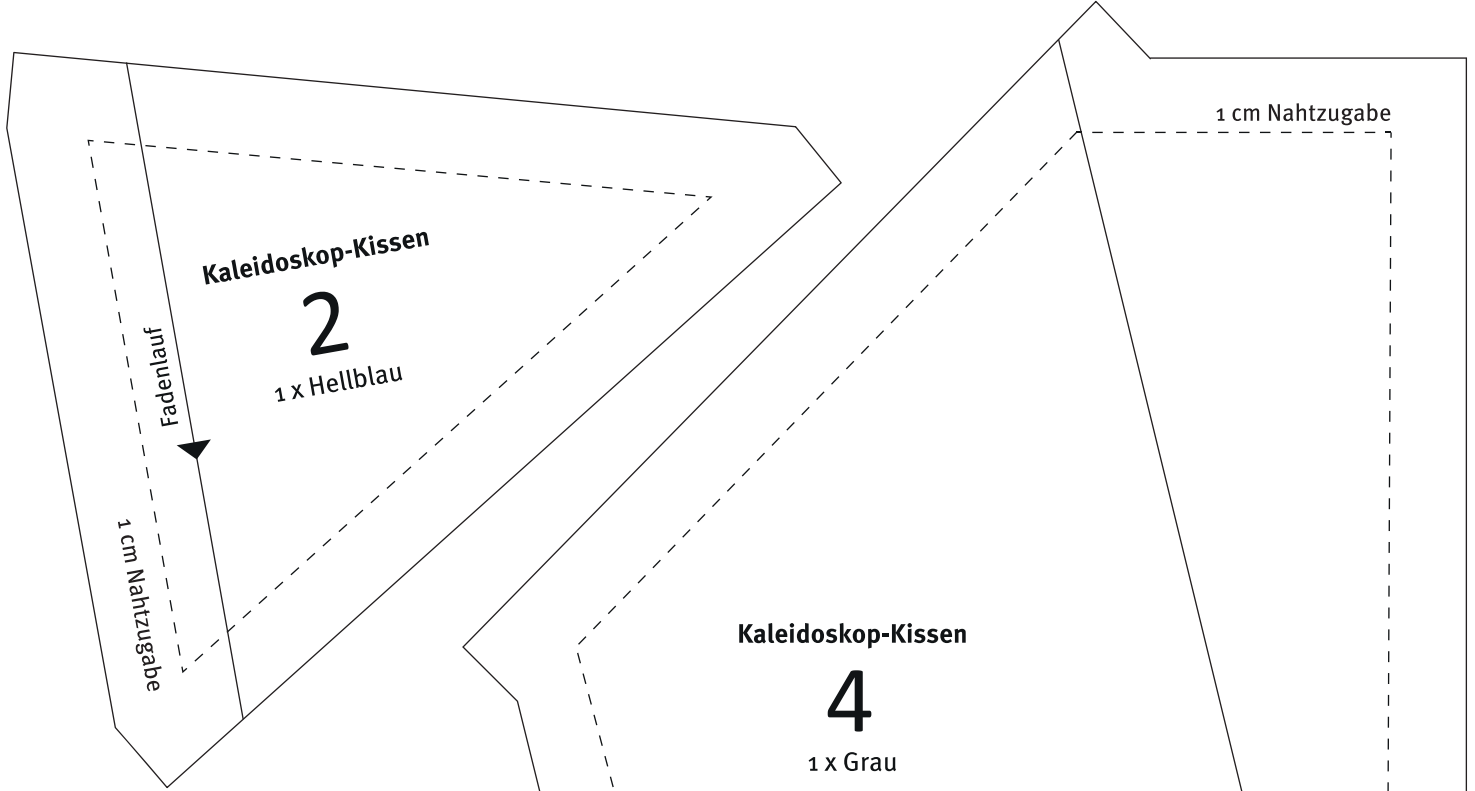 Kaleidoskop-Kissen
2
1 x Hellblau
Fadenlauf
1 cm Nahtzugabe
1 cm Nahtzugabe
Kaleidoskop-Kissen
4
1 x Grau